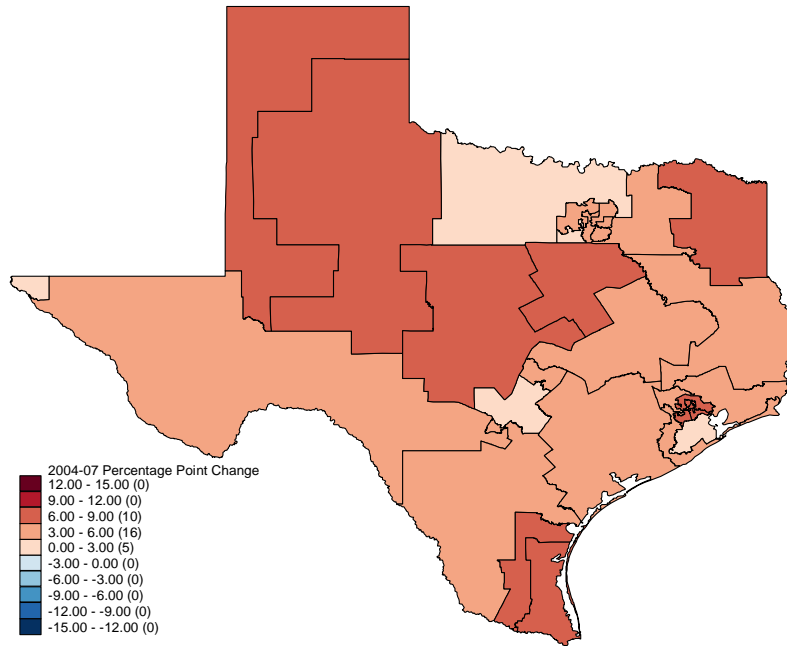 2004-07 Percentage Point Change
12.00 - 15.00 (0)
9.00 - 12.00 (0)
6.00 - 9.00 (10)
3.00 - 6.00 (16)
0.00 - 3.00 (5)
-3.00 - 0.00 (0)
-6.00 - -3.00 (0)
-9.00 - -6.00 (0)
-12.00 - -9.00 (0)
-15.00 - -12.00 (0)